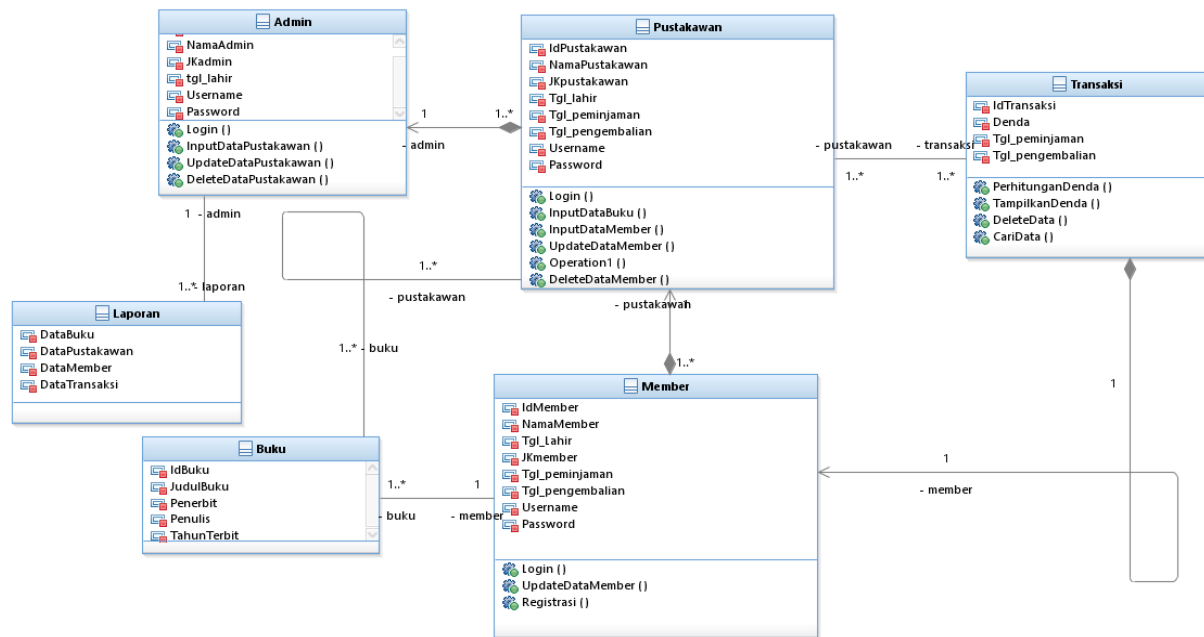 Admin
NamaAdmin
JKadmin
tgl_lahir
Username
Password
Login ()
InputDataPustakawan ()
UpdateDataPustakawan ()
DeleteDataPustakawan ()
1
1..*
- admin
Pustakawan
IdPustakawan
NamaPustakawan
JKpustakawan
Tgl_lahir
Tgl_peminjaman
Tgl_pengembalian
Username
Password
Login ()
InputDataBuku ()
InputDataMember ()
UpdateDataMember ()
Operation1 ()
DeleteDataMember ()
- pustakawan
- transaksi
1..*
1..*
Transaksi
IdTransaksi
Denda
Tgl_peminjaman
Tgl_pengembalian
PerhitunganDenda ()
TampilkanDenda ()
DeleteData ()
CariData ()
1
- admin
1..*
- laporan
1..*
- pustakawan
- pustakawan
1
Laporan
DataBuku
DataPustakawan
DataMember
DataTransaksi
1..*
- buku
1..*
Member
IdMember
NamaMember
Tgl_Lahir
JKmember
Tgl_peminjaman
Tgl_pengembalian
Username
Password
Login ()
UpdateDataMember ()
Registrasi ()
1
1
- member
Buku
IdBuku
JudulBuku
Penerbit
Penulis
TahunTerbit
1..*
1
- buku
- member